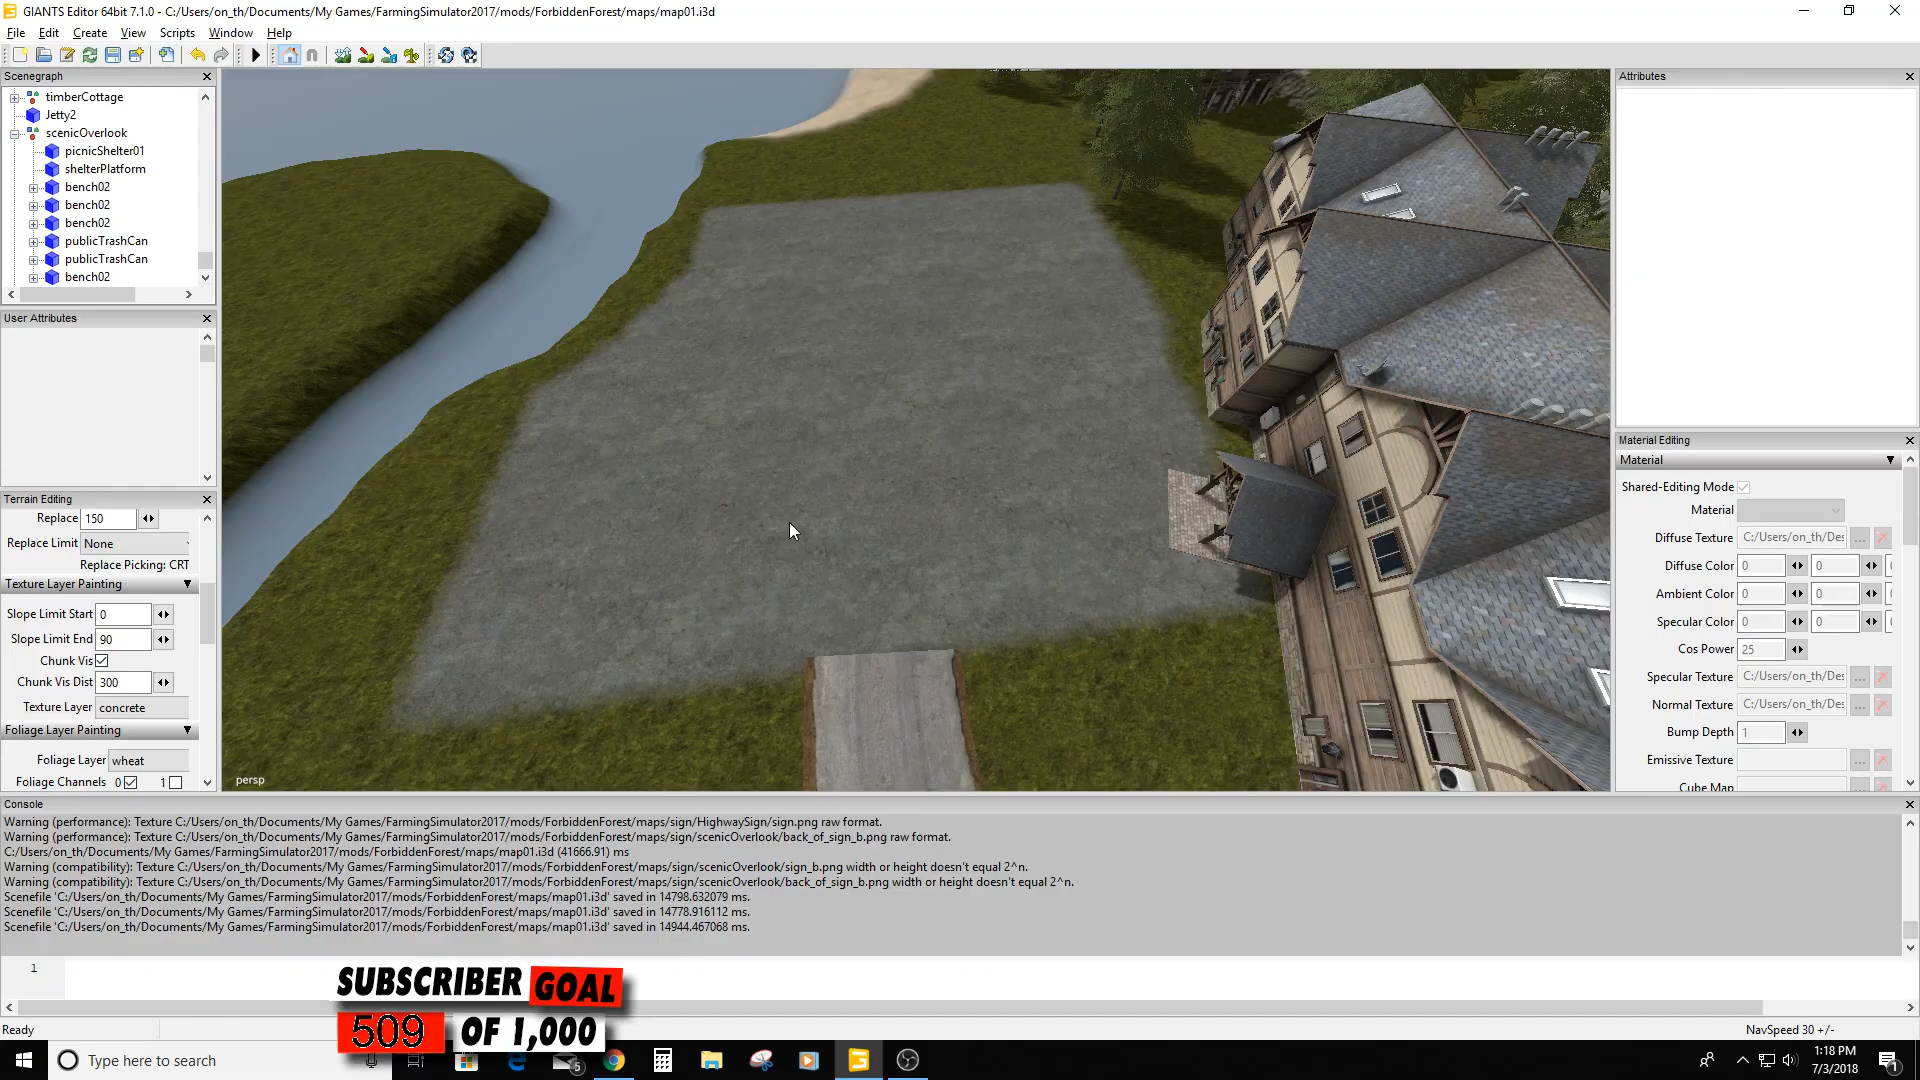 GIANTS Editor 64bit 7.1.0 - C:/Users/on_th/Documents/My Games/FarmingSimulator2017/mods/ForbiddenForest/maps/map01.i3d
File Edit Create View Scripts Window Help
Scenegraph
timberCottage
Jetty2
scenicOverlook
picnicShelter01
shelterPlatform
bench02
bench02
bench02
publicTrashCan
publicTrashCan
bench02
User Attributes
Terrain Editing
Replace 150
Replace Limit None
Replace Picking: CRT
Texture Layer Painting
Slope Limit Start 0
Slope Limit End 90
Chunk Vis
Chunk Vis Dist 300
Texture Layer concrete
Foliage Layer Painting
Foliage Layer wheat
Foliage Channels 0 1
persp
Attributes
Material Editing
Material
Shared-Editing Mode
Material
Diffuse Texture C:/Users/on_th/Des ...
Diffuse Color 0 0
Ambient Color 0 0
Specular Color 0 0
Cos Power 25
Specular Texture C:/Users/on_th/Des ...
Normal Texture C:/Users/on_th/Des ...
Bump Depth 1
Emissive Texture ...
Cube Map
Console
Warning (performance): Texture C:/Users/on_th/Documents/My Games/FarmingSimulator2017/mods/ForbiddenForest/maps/sign/HighwaySign/sign.png raw format.
Warning (performance): Texture C:/Users/on_th/Documents/My Games/FarmingSimulator2017/mods/ForbiddenForest/maps/sign/scenicOverlook/back_of_sign_b.png raw format.
C:/Users/on_th/Documents/My Games/FarmingSimulator2017/mods/ForbiddenForest/maps/map01.i3d (41666.91) ms
Warning (compatibility): Texture C:/Users/on_th/Documents/My Games/FarmingSimulator2017/mods/ForbiddenForest/maps/sign/scenicOverlook/sign_b.png width or height doesn't equal 2^n.
Warning (compatibility): Texture C:/Users/on_th/Documents/My Games/FarmingSimulator2017/mods/ForbiddenForest/maps/sign/scenicOverlook/back_of_sign_b.png width or height doesn't equal 2^n.
Scenefile 'C:/Users/on_th/Documents/My Games/FarmingSimulator2017/mods/ForbiddenForest/maps/map01.i3d' saved in 14798.632079 ms.
Scenefile 'C:/Users/on_th/Documents/My Games/FarmingSimulator2017/mods/ForbiddenForest/maps/map01.i3d' saved in 14778.916112 ms.
Scenefile 'C:/Users/on_th/Documents/My Games/FarmingSimulator2017/mods/ForbiddenForest/maps/map01.i3d' saved in 14944.467068 ms.
1
SUBSCRIBER GOAL
509 OF 1,000
Ready
NavSpeed 30 +/-
Type here to search
5
1:18 PM
7/3/2018
1